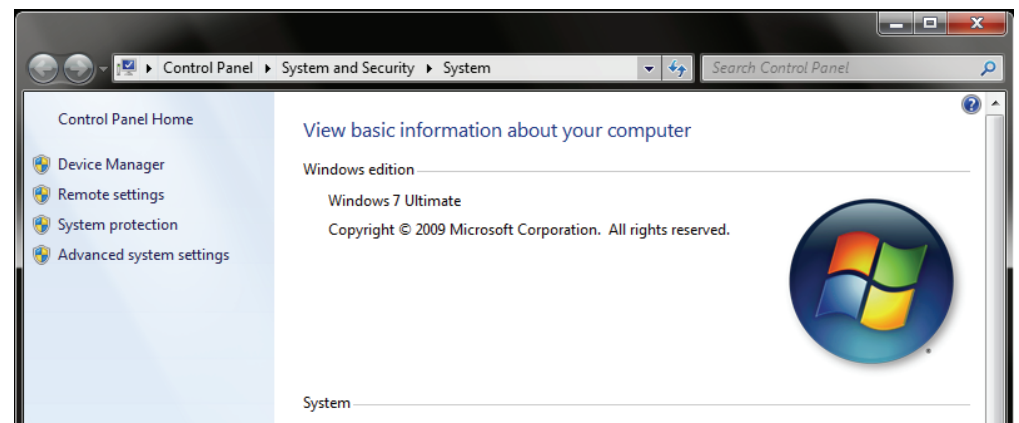 Control Panel System and Security System
Search Control Panel
Control Panel Home
Device Manager
Remote settings
System protection
Advanced system settings
View basic information about your computer
Windows edition
Windows 7 Ultimate
Copyright © 2009 Microsoft Corporation.  All rights reserved.
System